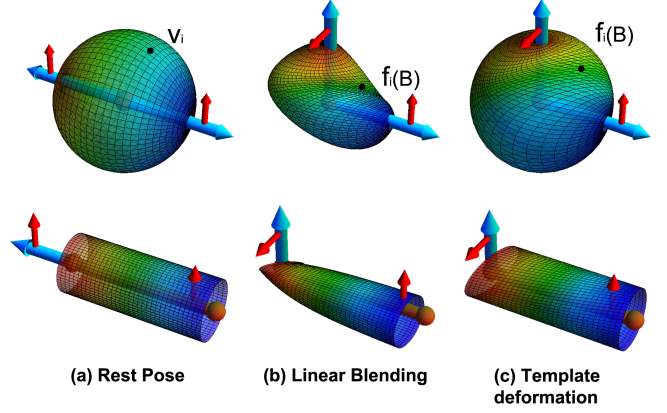 vᵢ
fᵢ(B)
fᵢ(B)
(a) Rest Pose
(b) Linear Blending
(c) Template
deformation